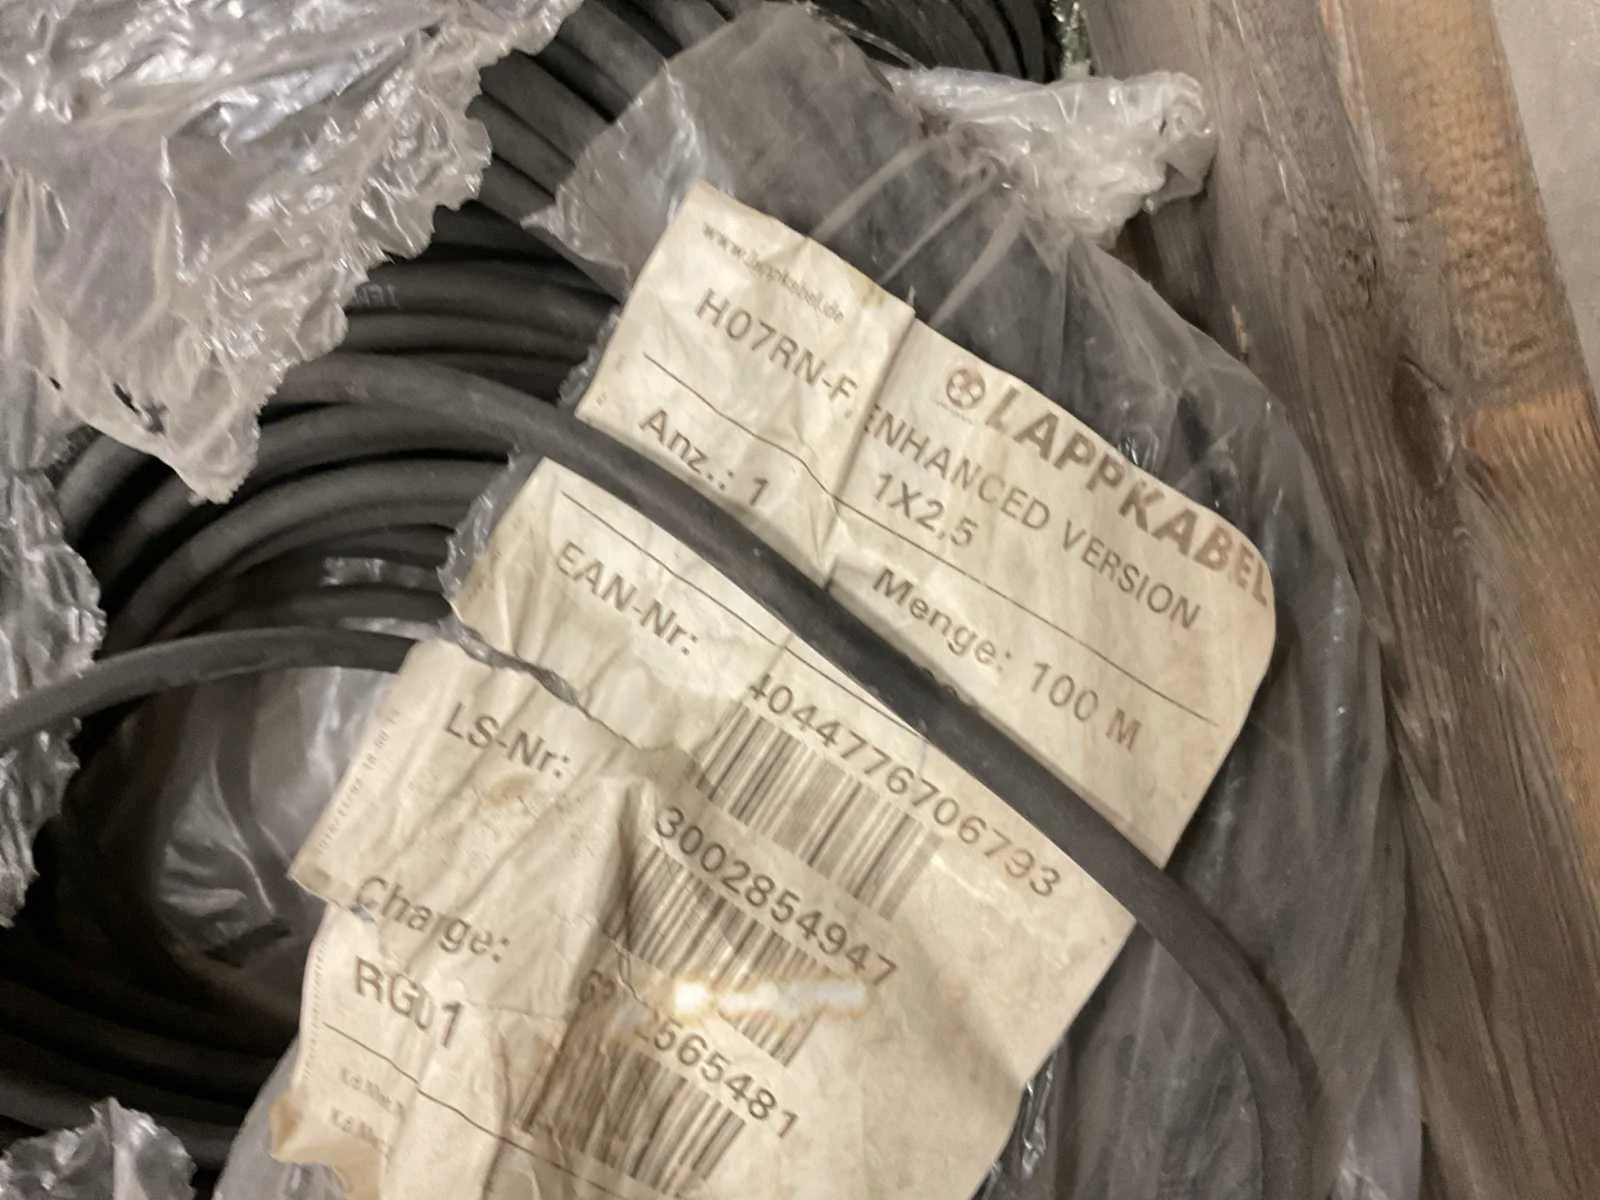 www.lappkabel.de
LAPPKABEL
H07RN-F, ENHANCED VERSION
1X2,5
Anz.: 1
Menge: 100 M
EAN-Nr:
4044776706793
LS-Nr:
3002854947
Charge:
2565481
RG01